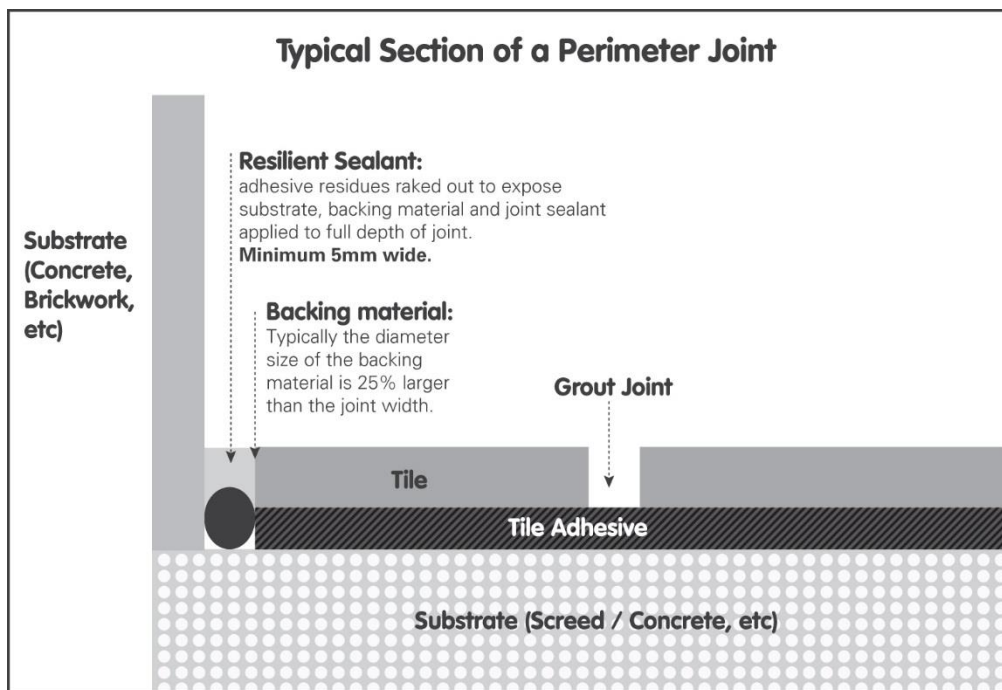 Typical Section of a Perimeter Joint
Resilient Sealant:
adhesive residues raked out to expose
substrate, backing material and joint sealant
applied to full depth of joint.
Minimum 5mm wide.
Substrate
(Concrete,
Brickwork,
etc)
Backing material:
Typically the diameter
size of the backing
material is 25% larger
than the joint width.
Grout Joint
Tile
Tile Adhesive
Substrate (Screed / Concrete, etc)